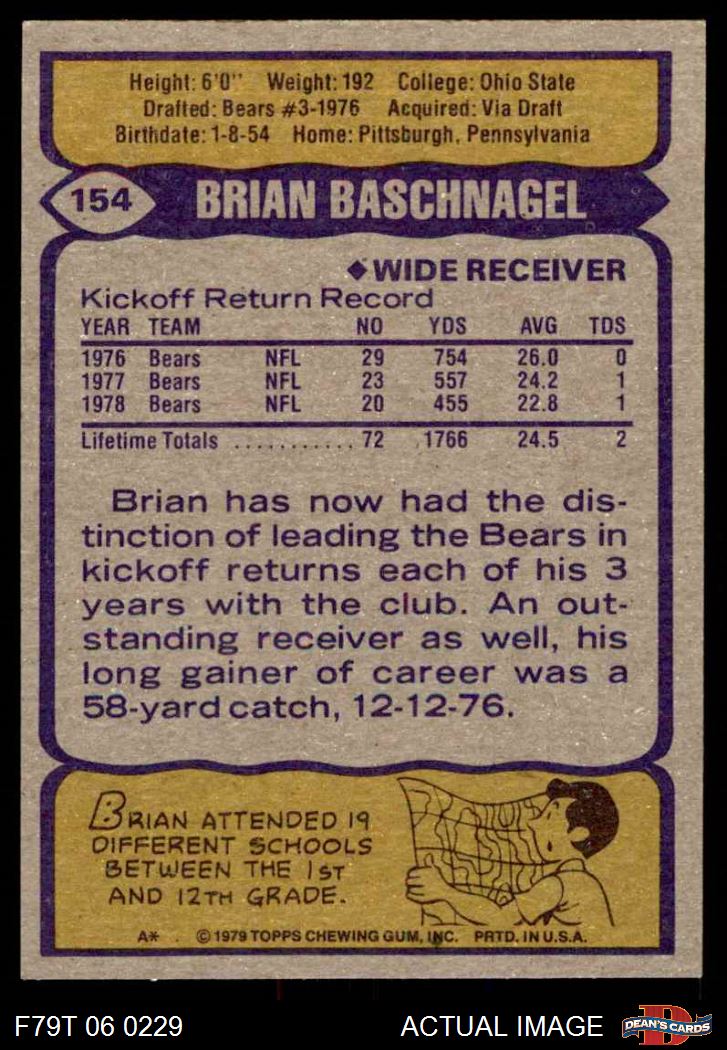 Height: 6'0" Weight: 192 College: Ohio State
Drafted: Bears #3-1976 Acquired: Via Draft
Birthdate: 1-8-54 Home: Pittsburgh, Pennsylvania
154 BRIAN BASCHNAGEL
◆WIDE RECEIVER
Kickoff Return Record
YEAR TEAM NO YDS AVG TDS
1976 Bears NFL 29 754 26.0 0
1977 Bears NFL 23 557 24.2 1
1978 Bears NFL 20 455 22.8 1
Lifetime Totals ........... 72 1766 24.5 2
Brian has now had the dis-
tinction of leading the Bears in
kickoff returns each of his 3
years with the club. An out-
standing receiver as well, his
long gainer of career was a
58-yard catch, 12-12-76.
BRIAN ATTENDED 19
DIFFERENT SCHOOLS
BETWEEN THE 1ST
AND 12TH GRADE.
A* ©1979 TOPPS CHEWING GUM, INC. PRTD. IN U.S.A.
F79T 06 0229 ACTUAL IMAGE D DEAN'S CARDS